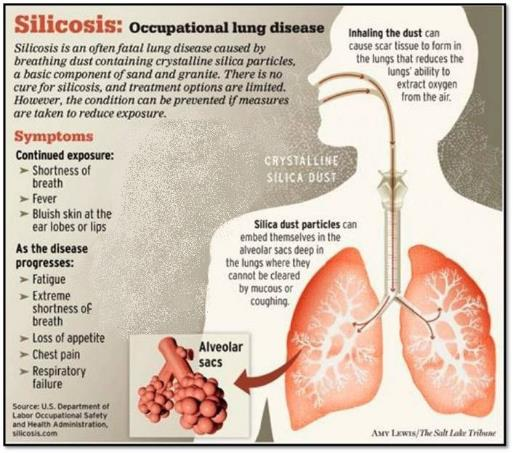 Silicosis: Occupational lung disease
Silicosis is an often fatal lung disease caused by
breathing dust containing crystalline silica particles,
a basic component of sand and granite. There is no
cure for silicosis, and treatment options are limited.
However, the condition can be prevented if measures
are taken to reduce exposure.
Symptoms
Continued exposure:
➤ Shortness of
breath
➤ Fever
➤ Bluish skin at the
ear lobes or lips
As the disease
progresses:
➤ Fatigue
➤ Extreme
shortness of
breath
➤ Loss of appetite
➤ Chest pain
➤ Respiratory
failure
Source: U.S. Department of
Labor Occupational Safety
and Health Administration,
silicosis.com
Inhaling the dust can
cause scar tissue to form in
the lungs that reduces the
lungs' ability to
extract oxygen
from the air.
CRYSTALLINE
SILICA DUST
Silica dust particles can
embed themselves in the
alveolar sacs deep in
the lungs where they
cannot be cleared
by mucous or
coughing.
Alveolar
sacs
AMY LEWIS/The Salt Lake Tribune